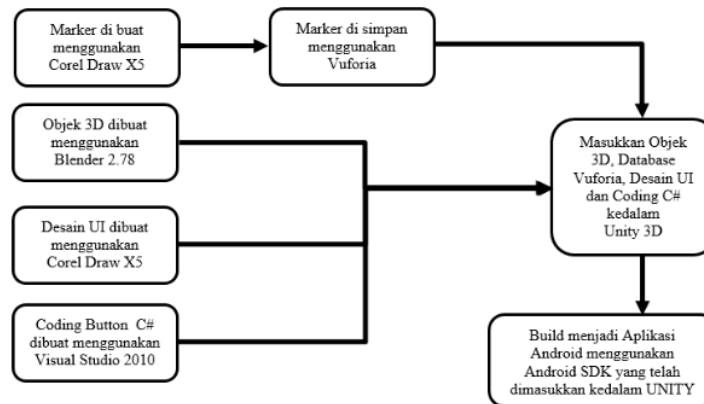 Marker di buat
menggunakan
Corel Draw X5
Marker di simpan
menggunakan
Vuforia
Objek 3D dibuat
menggunakan
Blender 2.78
Desain UI dibuat
menggunakan
Corel Draw X5
Coding Button C#
dibuat menggunakan
Visual Studio 2010
Masukkan Objek
3D, Database
Vuforia, Desain UI
dan Coding C#
kedalam
Unity 3D
Build menjadi Aplikasi
Android menggunakan
Android SDK yang telah
dimasukkan kedalam UNITY